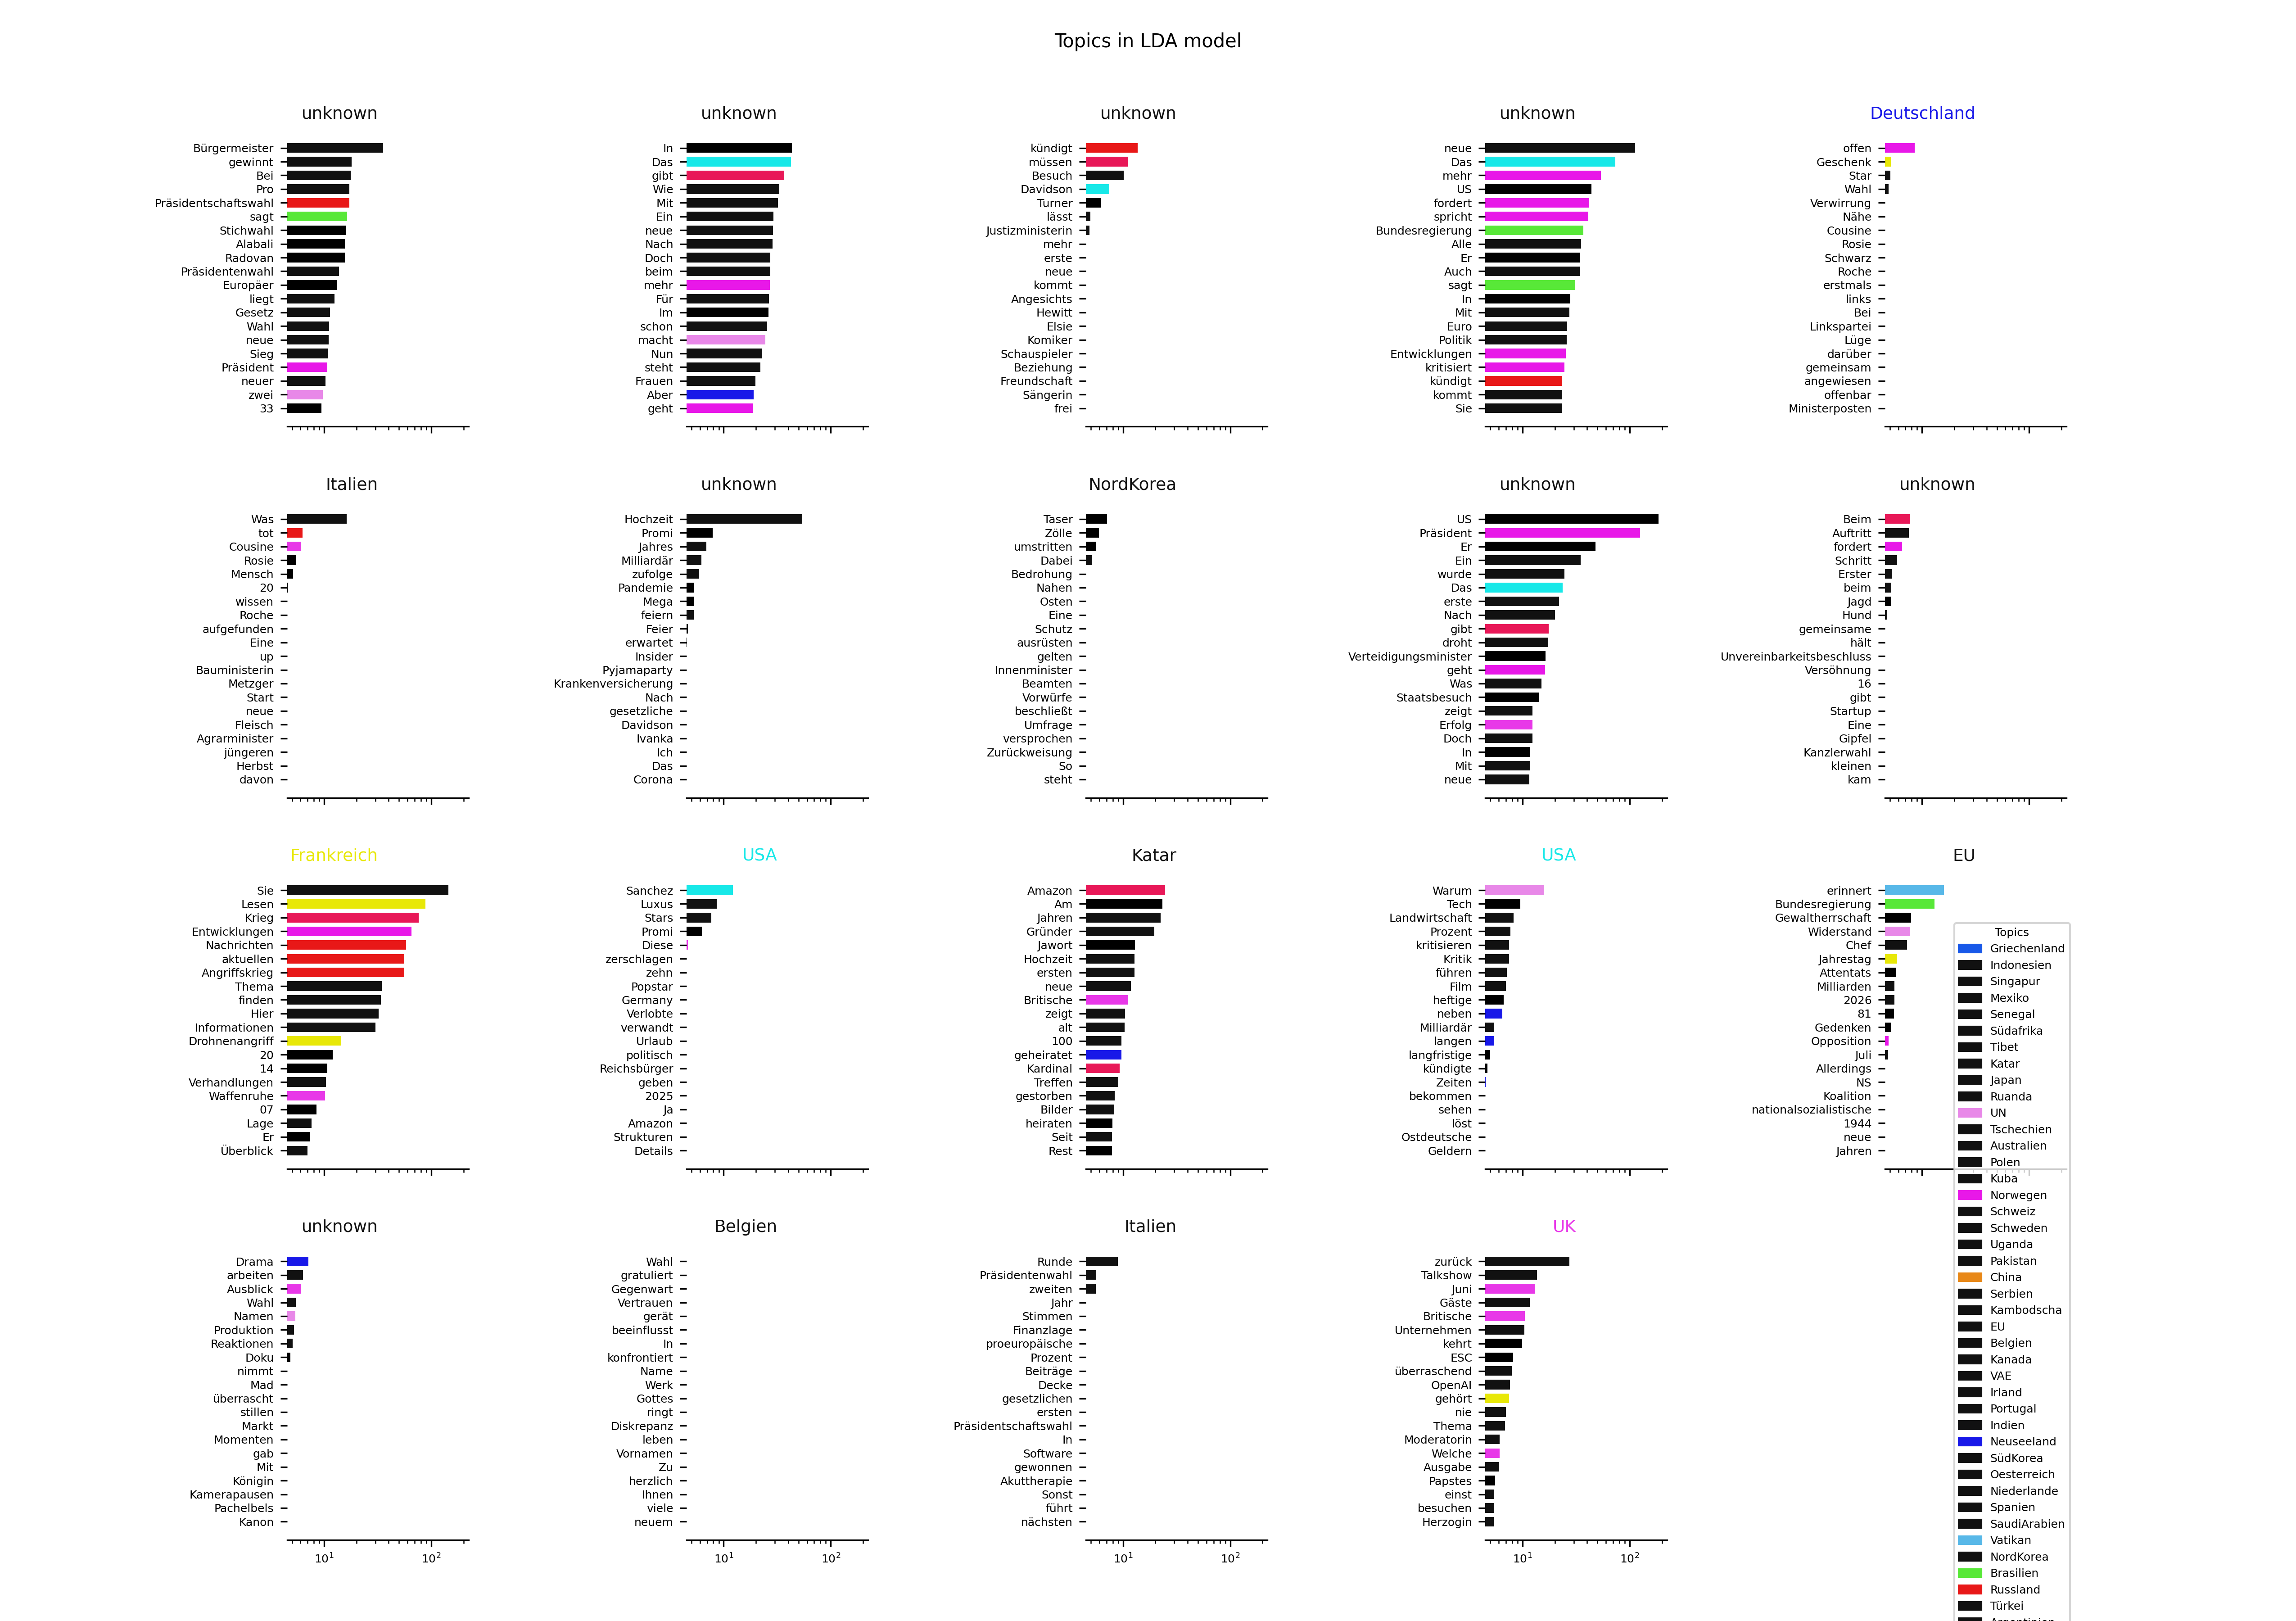 Topics in LDA model
unknown
Bürgermeister
gewinnt
Bei
Pro
Präsidentschaftswahl
sagt
Stichwahl
Alabali
Radovan
Präsidentenwahl
Europäer
liegt
Gesetz
Wahl
neue
Sieg
Präsident
neuer
zwei
33
unknown
In
Das
gibt
Wie
Mit
Ein
neue
Nach
Doch
beim
mehr
Für
Im
schon
macht
Nun
steht
Frauen
Aber
geht
unknown
kündigt
müssen
Besuch
Davidson
Turner
lässt
Justizministerin
mehr
erste
neue
kommt
Angesichts
Hewitt
Elsie
Komiker
Schauspieler
Beziehung
Freundschaft
Sängerin
frei
unknown
neue
Das
mehr
US
fordert
spricht
Bundesregierung
Alle
Er
Auch
sagt
In
Mit
Euro
Politik
Entwicklungen
kritisiert
kündigt
kommt
Sie
Deutschland
offen
Geschenk
Star
Wahl
Verwirrung
Nähe
Cousine
Rosie
Schwarz
Roche
erstmals
links
Bei
Linkspartei
Lüge
darüber
gemeinsam
angewiesen
offenbar
Ministerposten
Italien
Was
tot
Cousine
Rosie
Mensch
20
wissen
Roche
aufgefunden
Eine
up
Bauministerin
Metzger
Start
neue
Fleisch
Agrarminister
jüngeren
Herbst
davon
unknown
Hochzeit
Promi
Jahres
Milliardär
zufolge
Pandemie
Mega
feiern
Feier
erwartet
Insider
Pyjamaparty
Krankenversicherung
Nach
gesetzliche
Davidson
Ivanka
Ich
Das
Corona
NordKorea
Taser
Zölle
umstritten
Dabei
Bedrohung
Nahen
Osten
Eine
Schutz
ausrüsten
gelten
Innenminister
Beamten
Vorwürfe
beschließt
Umfrage
versprochen
Zurückweisung
So
steht
unknown
US
Präsident
Er
Ein
wurde
Das
erste
Nach
gibt
droht
Verteidigungsminister
geht
Was
Staatsbesuch
zeigt
Erfolg
Doch
In
Mit
neue
unknown
Beim
Auftritt
fordert
Schritt
Erster
beim
Jagd
Hund
gemeinsame
hält
Unvereinbarkeitsbeschluss
Versöhnung
16
gibt
Startup
Eine
Gipfel
Kanzlerwahl
kleinen
kam
Frankreich
Sie
Lesen
Krieg
Entwicklungen
Nachrichten
aktuellen
Angriffskrieg
Thema
finden
Hier
Informationen
Drohnenangriff
20
14
Verhandlungen
Waffenruhe
07
Lage
Er
Überblick
USA
Sanchez
Luxus
Stars
Promi
Diese
zerschlagen
zehn
Popstar
Germany
Verlobte
verwandt
Urlaub
politisch
Reichsbürger
geben
2025
Ja
Amazon
Strukturen
Details
Katar
Amazon
Am
Jahren
Gründer
Jawort
Hochzeit
ersten
neue
Britische
zeigt
alt
100
geheiratet
Kardinal
Treffen
gestorben
Bilder
heiraten
Seit
Rest
USA
Warum
Tech
Landwirtschaft
Prozent
kritisieren
Kritik
führen
Film
heftige
neben
Milliardär
langen
langfristige
kündigte
Zeiten
bekommen
sehen
löst
Ostdeutsche
Geldern
EU
erinnert
Bundesregierung
Gewaltherrschaft
Widerstand
Chef
Jahrestag
Attentats
Milliarden
2026
81
Gedenken
Opposition
Juli
Allerdings
NS
Koalition
nationalsozialistische
1944
neue
Jahren
unknown
Drama
arbeiten
Ausblick
Wahl
Namen
Produktion
Reaktionen
Doku
nimmt
Mad
überrascht
stillen
Markt
Momenten
gab
Mit
Königin
Kamerapausen
Pachelbels
Kanon
10¹ 10²
Belgien
Wahl
gratuliert
Gegenwart
Vertrauen
gerät
beeinflusst
In
konfrontiert
Name
Werk
Gottes
ringt
Diskrepanz
leben
Vornamen
Zu
herzlich
Ihnen
viele
neuem
10¹ 10²
Italien
Runde
Präsidentenwahl
zweiten
Jahr
Stimmen
Finanzlage
proeuropäische
Prozent
Beiträge
Decke
gesetzlichen
ersten
Präsidentschaftswahl
In
Software
gewonnen
Akuttherapie
Sonst
führt
nächsten
10¹ 10²
UK
zurück
Talkshow
Juni
Gäste
Britische
Unternehmen
kehrt
ESC
überraschend
OpenAI
gehört
nie
Thema
Moderatorin
Welche
Ausgabe
Papstes
einst
besuchen
Herzogin
10¹ 10²
Topics
Griechenland
Indonesien
Singapur
Mexiko
Senegal
Südafrika
Tibet
Katar
Japan
Ruanda
UN
Tschechien
Australien
Polen
Kuba
Norwegen
Schweiz
Schweden
Uganda
Pakistan
China
Serbien
Kambodscha
EU
Belgien
Kanada
VAE
Irland
Portugal
Indien
Neuseeland
SüdKorea
Oesterreich
Niederlande
Spanien
SaudiArabien
Vatikan
NordKorea
Brasilien
Russland
Türkei